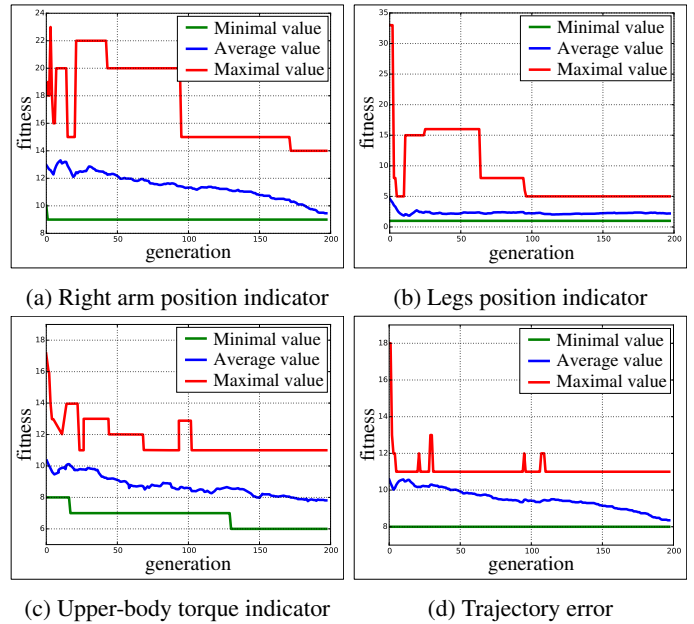 24
22
20
18
16
14
12
10
8
0
50
100
150
200
fitness
generation
Minimal value
Average value
Maximal value
(a) Right arm position indicator
35
30
25
20
15
10
5
0
0
50
100
150
200
fitness
generation
Minimal value
Average value
Maximal value
(b) Legs position indicator
18
16
14
12
10
8
6
0
50
100
150
200
fitness
generation
Minimal value
Average value
Maximal value
(c) Upper-body torque indicator
18
16
14
12
10
8
0
50
100
150
200
fitness
generation
Minimal value
Average value
Maximal value
(d) Trajectory error